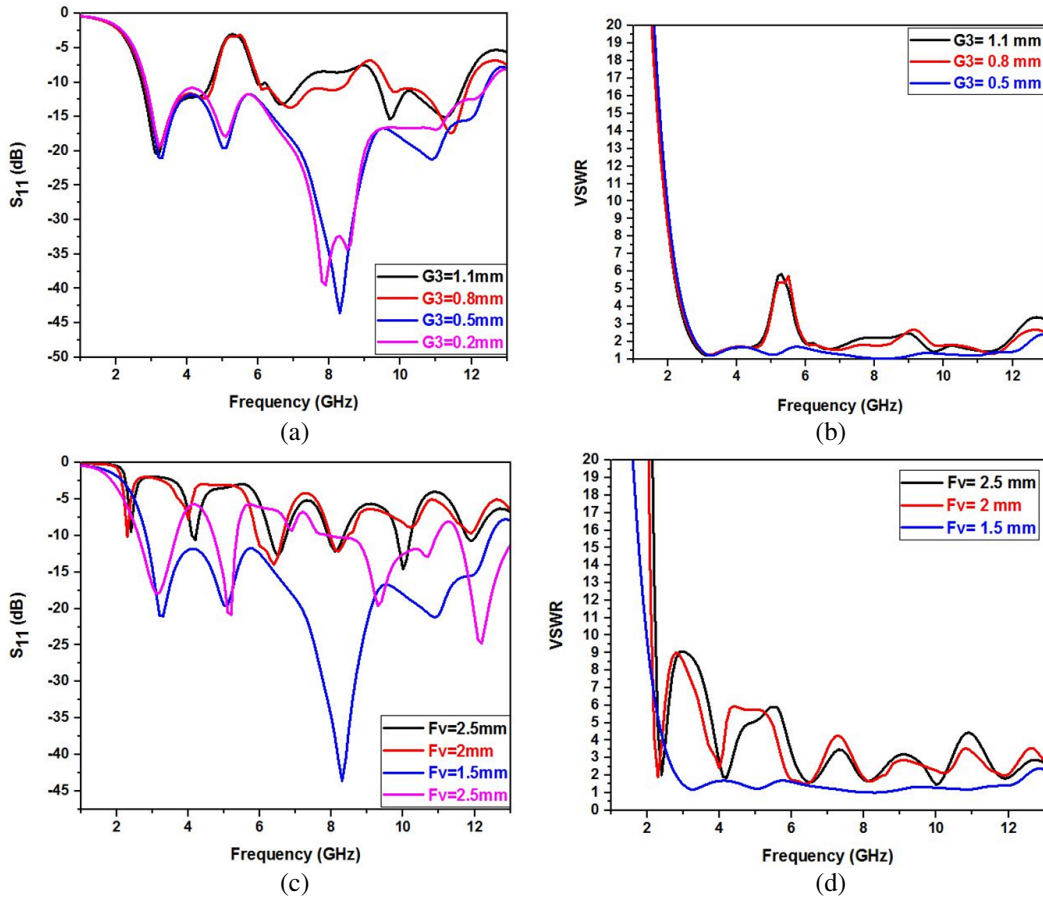 0
-5
-10
-15
-20
-25
-30
-35
-40
-45
-50
S11 (dB)
G3=1.1mm
G3=0.8mm
G3=0.5mm
G3=0.2mm
2 4 6 8 10 12
Frequency (GHz)
(a)
20
19
18
17
16
15
14
13
12
11
10
9
8
7
6
5
4
3
2
1
VSWR
G3= 1.1 mm
G3= 0.8 mm
G3= 0.5 mm
2 4 6 8 10 12
Frequency (GHz)
(b)
0
-5
-10
-15
-20
-25
-30
-35
-40
-45
S11 (dB)
Fv=2.5mm
Fv=2mm
Fv=1.5mm
Fv=2.5mm
2 4 6 8 10 12
Frequency (GHz)
(c)
20
19
18
17
16
15
14
13
12
11
10
9
8
7
6
5
4
3
2
1
0
VSWR
Fv= 2.5 mm
Fv= 2 mm
Fv= 1.5 mm
2 4 6 8 10 12
Frequency (GHz)
(d)